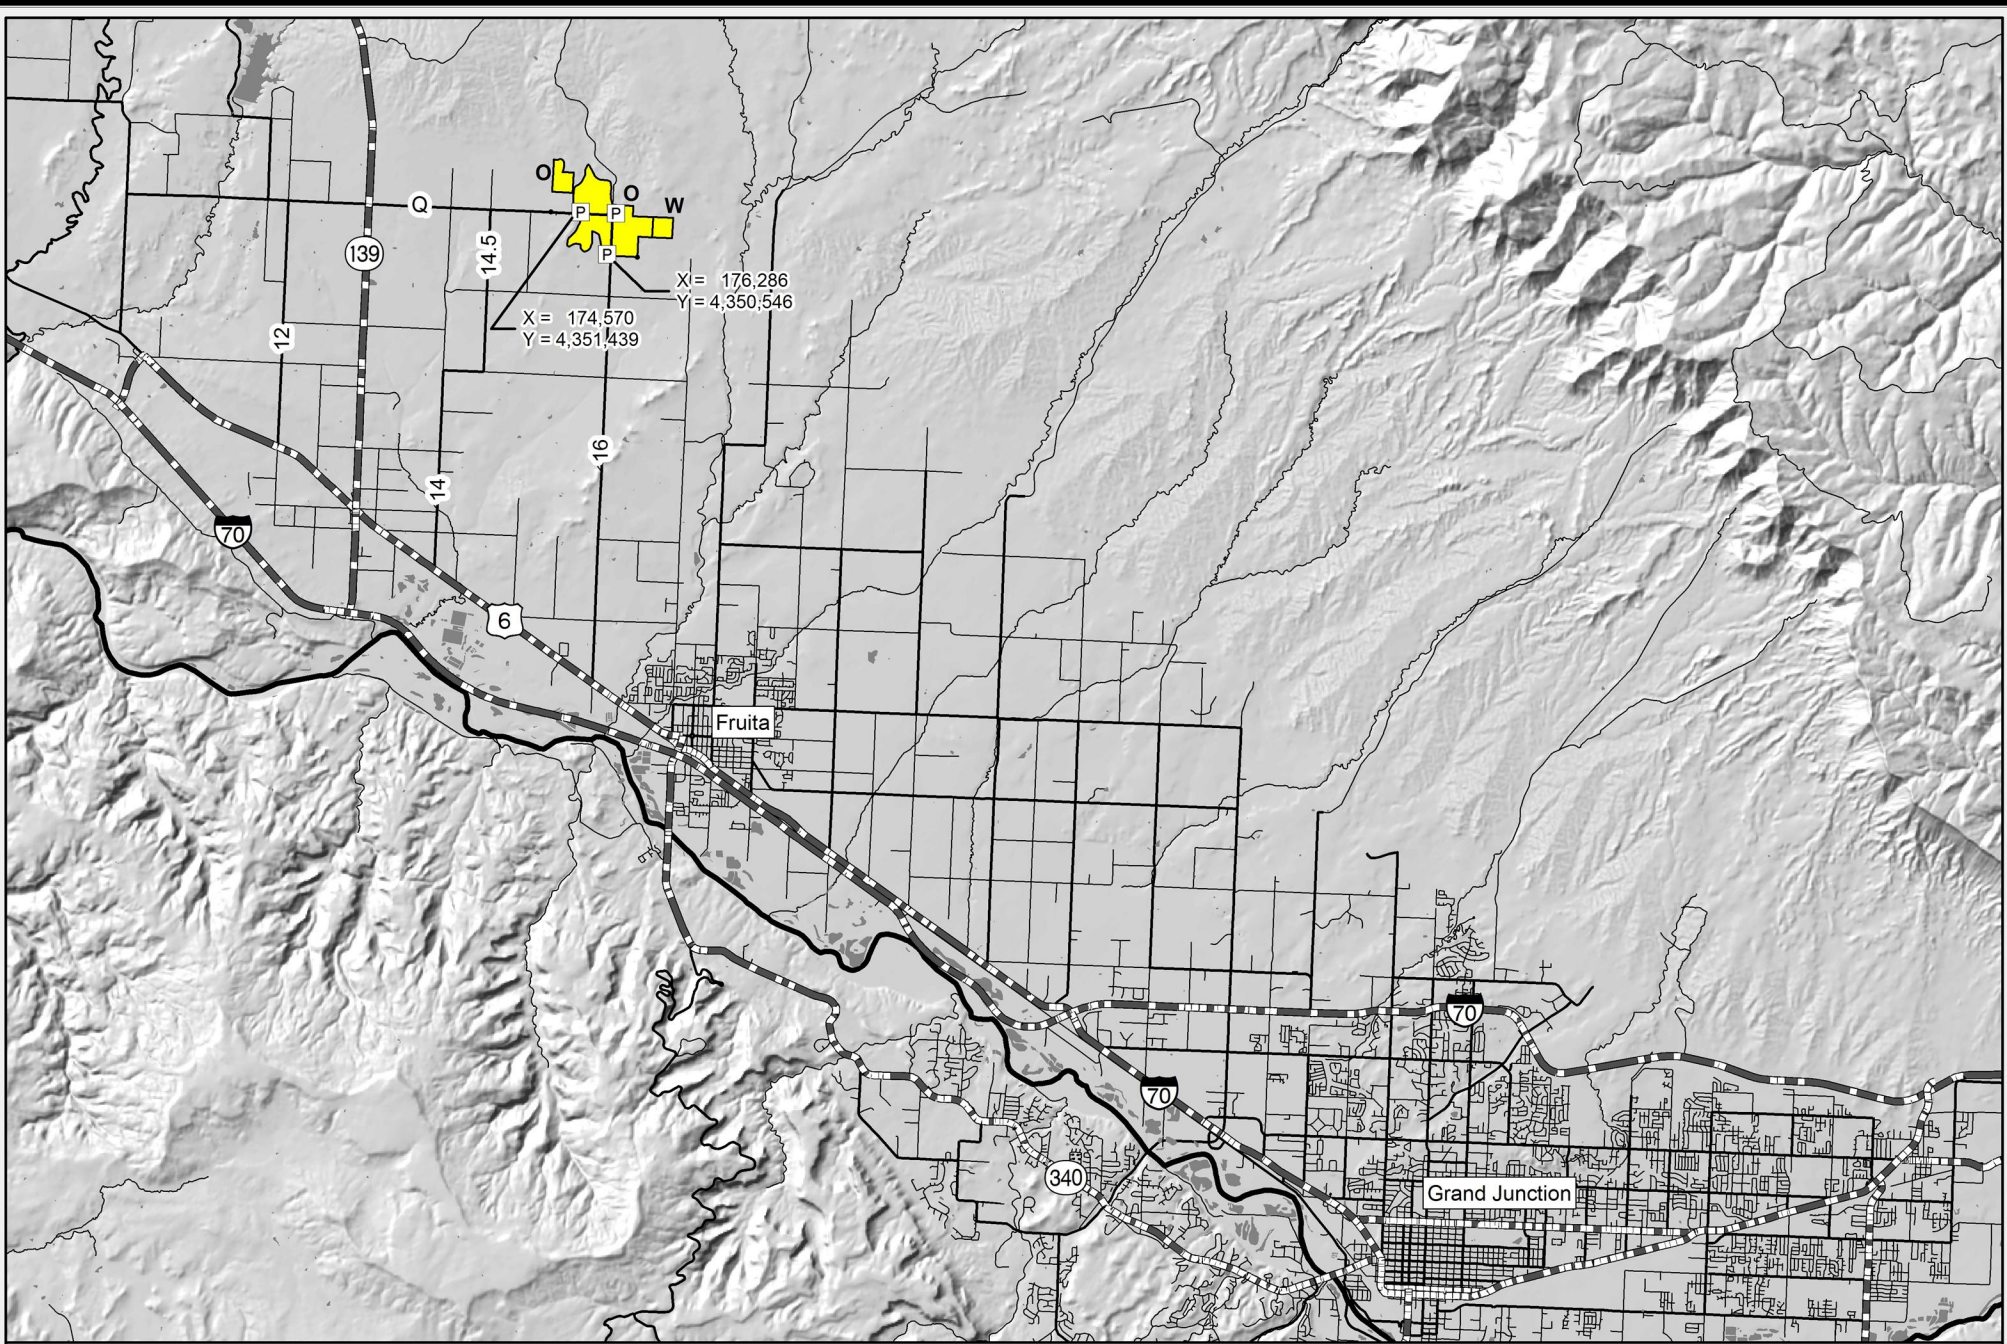 O
O
W
Q
P
P
139
14.5
P
X = 176,286
Y = 4,350,546
X = 174,570
Y = 4,351,439
12
16
14
70
6
Fruita
70
70
340
Grand Junction